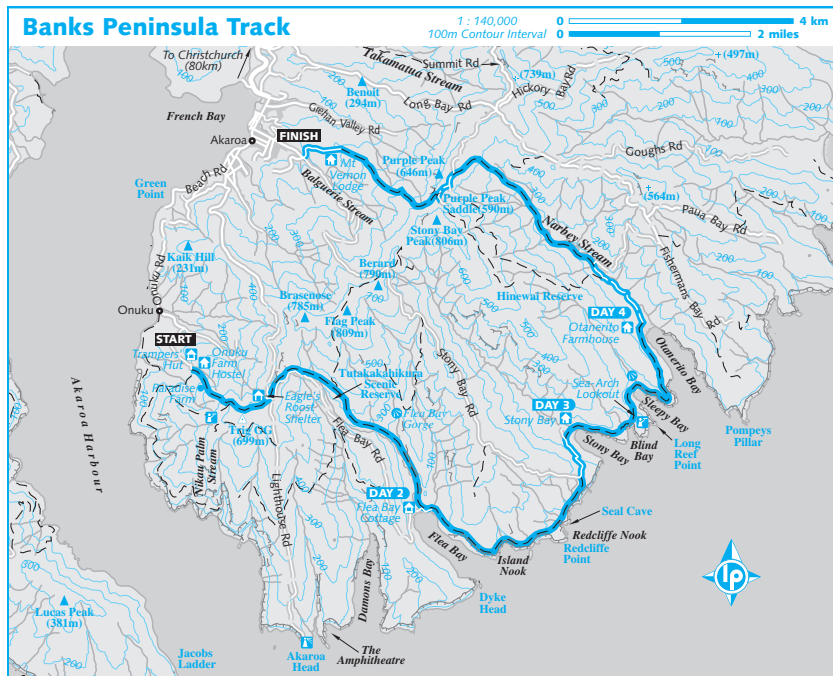 Banks Peninsula Track
1 : 140,000
100m Contour Interval
0
4 km
0
2 miles
To Christchurch
(80km)
Takamatua Stream
Summit Rd
(739m)
(497m)
Benoit
(294m)
Long Bay Rd
Hickory
Bay Rd
French Bay
Grehan Valley Rd
Akaroa
FINISH
Goughs Rd
Mt
Vernon
Lodge
Purple Peak
(646m)
Beach Rd
Green
Point
Balguerie Stream
Purple Peak
Saddle (590m)
(564m)
Paua Bay Rd
Stony Bay
Peak(806m)
Narbey Stream
Kaik Hill
(231m)
Onuku Rd
Berard
(790m)
Fishermans Bay Rd
Brasenose
(785m)
Hinewai Reserve
Onuku
Flag Peak
(809m)
DAY 4
Otanerito
Farmhouse
START
Trampers'
Hut
Onuku
Farm
Hostel
Otanerito Bay
Tutakakahikura
Scenic
Reserve
Stony Bay Rd
Sea-Arch
Lookout
Paradise
Farm
Eagle's
Roost
Shelter
Sleepy Bay
Akaroa Harbour
Flea Bay
Gorge
DAY 3
Stony Bay
Trig GG
(699m)
Flea Bay Rd
Stony Bay
Blind
Bay
Long
Reef
Point
Pompeys
Pillar
Nikau Palm
Stream
Lighthouse Rd
DAY 2
Flea Bay
Cottage
Seal Cave
Flea Bay
Island
Nook
Redcliffe Nook
Redcliffe
Point
Damons Bay
Dyke
Head
lp
Lucas Peak
(381m)
Jacobs
Ladder
Akaroa
Head
The
Amphitheatre